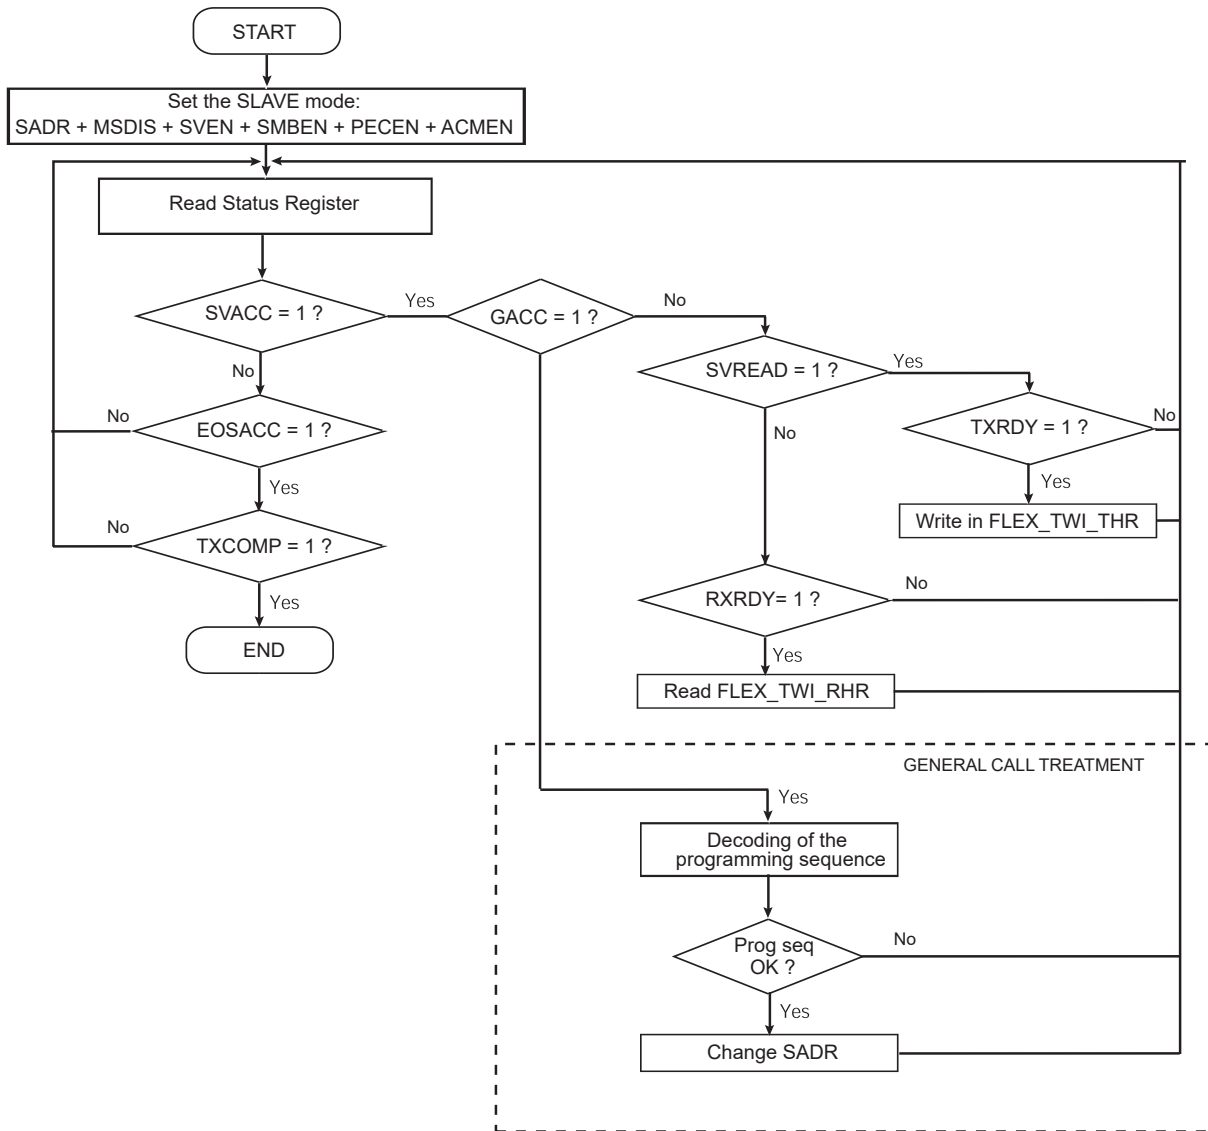 START
Set the SLAVE mode:
SADR + MSDIS + SVEN + SMBEN + PECEN + ACMEN
Read Status Register
SVACC = 1 ?
Yes
GACC = 1 ?
No
SVREAD = 1 ?
Yes
No
EOSACC = 1 ?
No
TXRDY = 1 ?
No
No
Yes
Yes
Write in FLEX_TWI_THR
No
TXCOMP = 1 ?
Yes
RXRDY= 1 ?
No
END
Yes
Read FLEX_TWI_RHR
GENERAL CALL TREATMENT
Yes
Decoding of the
programming sequence
Prog seq
OK ?
No
Yes
Change SADR